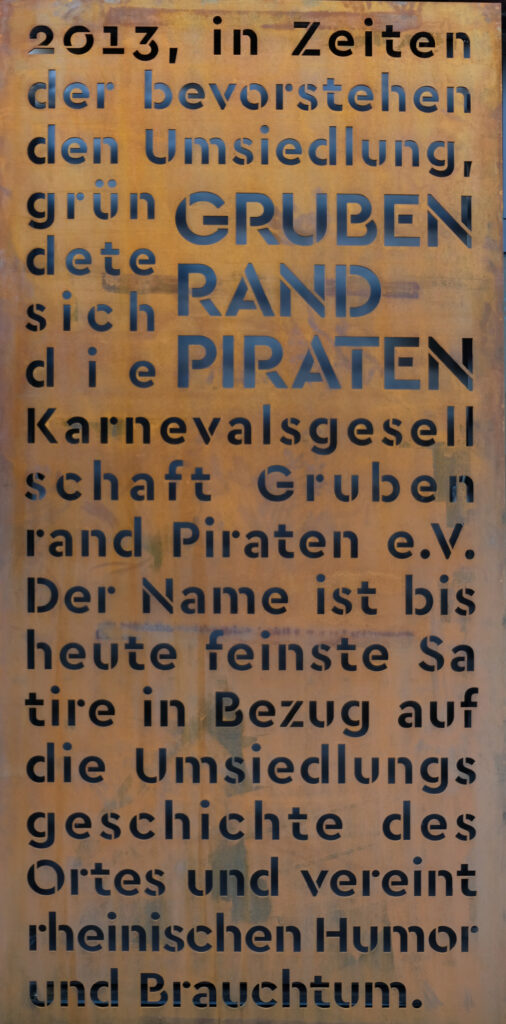 2013, in Zeiten
der bevorstehen
den Umsiedlung,
grün
dete
sich
die
GRUBEN
RAND
PIRATEN
Karnevalsgesell
schaft Gruben
rand Piraten e.V.
Der Name ist bis
heute feinste Sa
tire in Bezug auf
die Umsiedlungs
geschichte des
Ortes und vereint
rheinischen Humor
und Brauchtum.